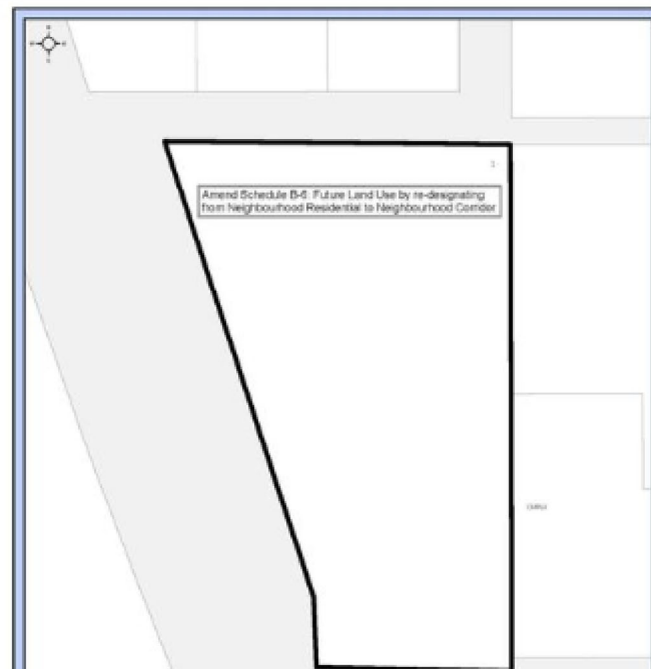 Amend Schedule B-6: Future Land Use by re-designating
from Neighbourhood Residential to Neighbourhood Corridor